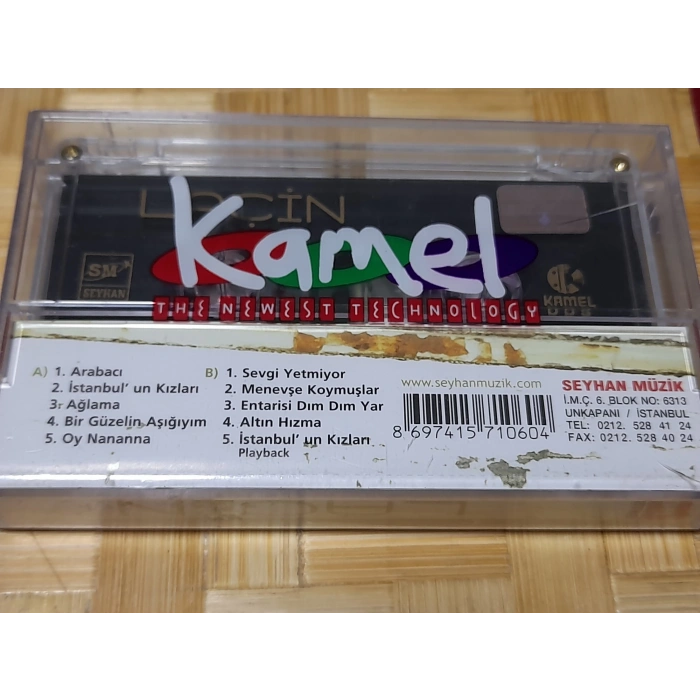 LAÇİN
Kamel
THE NEWEST TECHNOLOGY
SM
SEYHAN
KAMEL
A) 1. Arabacı
2. İstanbul' un Kızları
3. Ağlama
4. Bir Güzelin Aşığıyım
5. Oy Nananna
B) 1. Sevgi Yetmiyor
2. Menevşe Koymuşlar
3. Entarisi Dım Dım Yar
4. Altın Hızma
5. İstanbul' un Kızları
Playback
www.seyhanmuzik.com
8 697415 710604
SEYHAN MÜZİK
İ.M.Ç. 6. BLOK NO: 6313
UNKAPANI / İSTANBUL
TEL: 0212. 528 41 24
FAX: 0212. 528 40 24